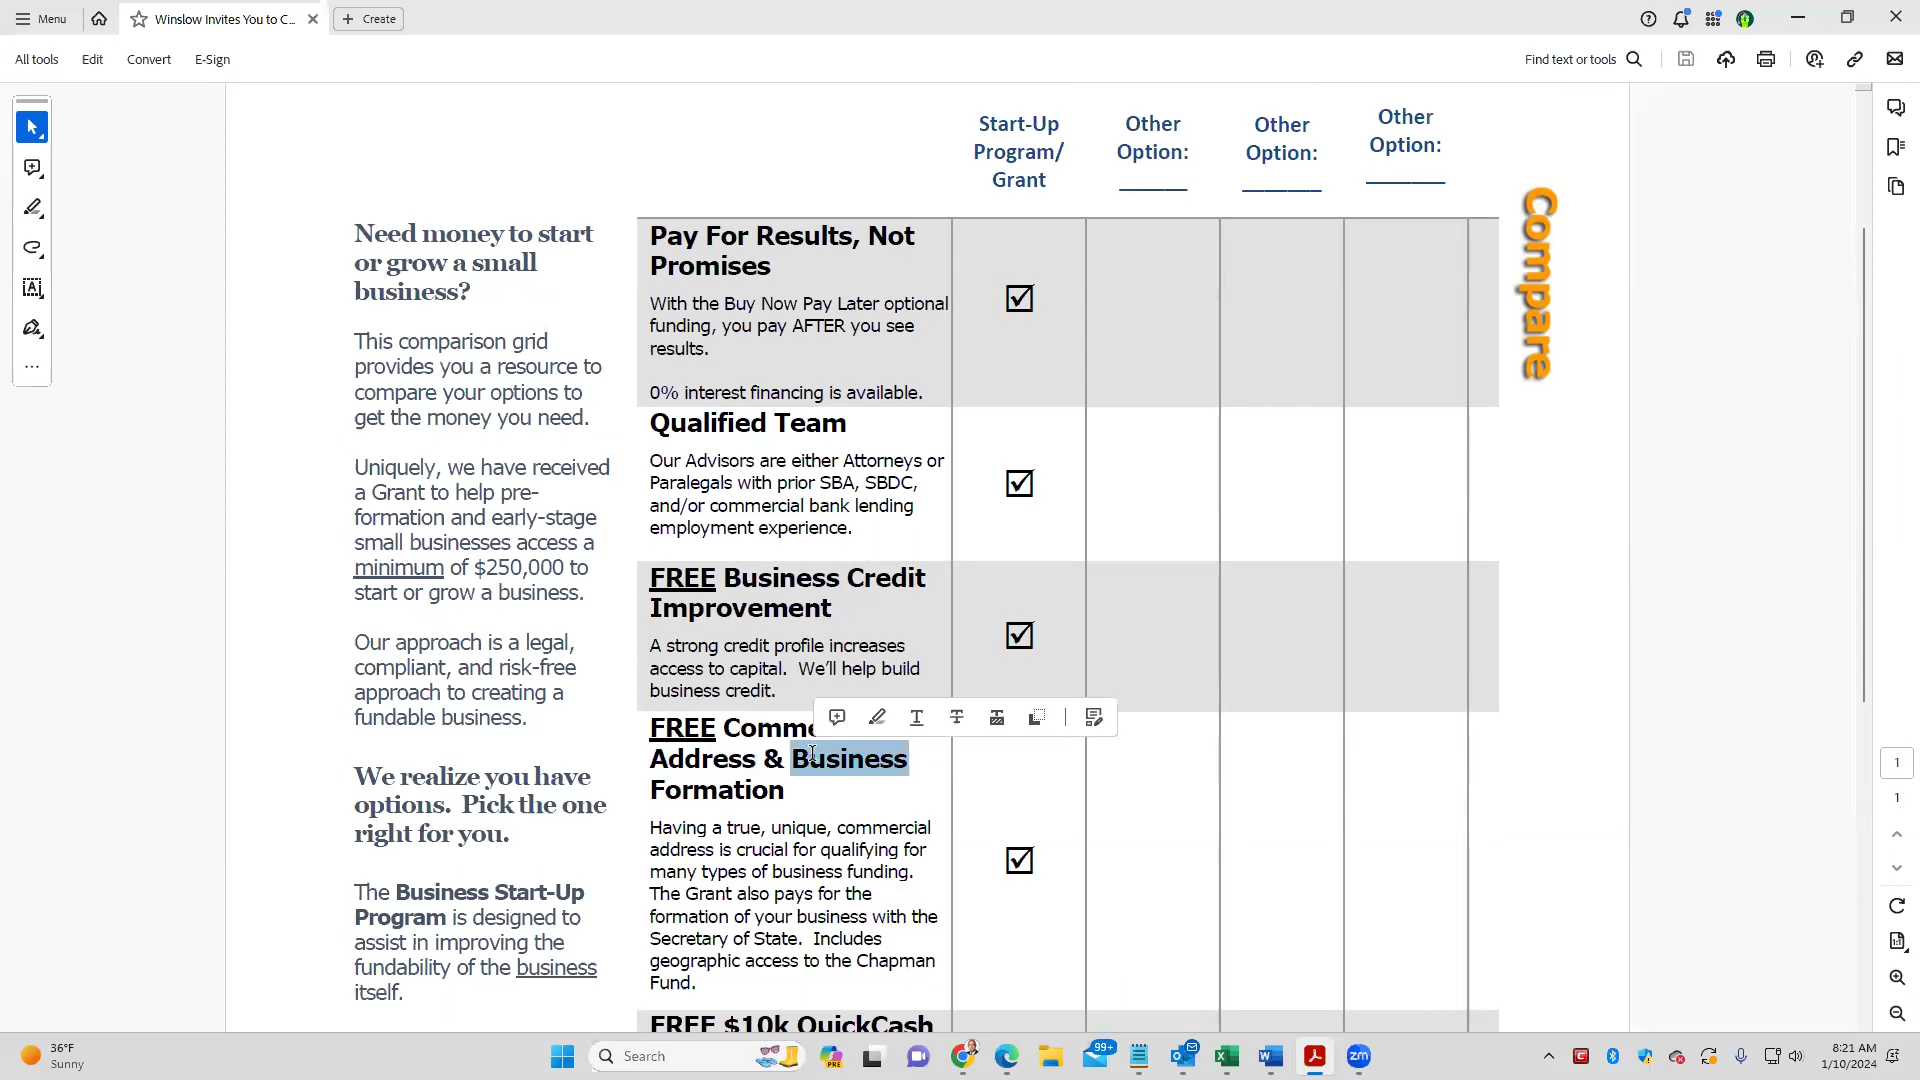 Menu
Winslow Invites You to C...
Create
All tools
Edit
Convert
E-Sign
Find text or tools
Start-Up
Program/
Grant
Other
Option:
Other
Option:
Other
Option:
Compare
Need money to start
or grow a small
business?
This comparison grid
provides you a resource to
compare your options to
get the money you need.
Uniquely, we have received
a Grant to help pre-
formation and early-stage
small businesses access a
minimum of $250,000 to
start or grow a business.
Our approach is a legal,
compliant, and risk-free
approach to creating a
fundable business.
We realize you have
options.  Pick the one
right for you.
The Business Start-Up
Program is designed to
assist in improving the
fundability of the business
itself.
Pay For Results, Not
Promises
With the Buy Now Pay Later optional
funding, you pay AFTER you see
results.
0% interest financing is available.
Qualified Team
Our Advisors are either Attorneys or
Paralegals with prior SBA, SBDC,
and/or commercial bank lending
employment experience.
FREE Business Credit
Improvement
A strong credit profile increases
access to capital.  We'll help build
business credit.
FREE Comme
Address & Business
Formation
Having a true, unique, commercial
address is crucial for qualifying for
many types of business funding.
The Grant also pays for the
formation of your business with the
Secretary of State.  Includes
geographic access to the Chapman
Fund.
FREE $10k QuickCash
1
1
36°F
Sunny
Search
PRE
99+
zm
8:21 AM
1/10/2024